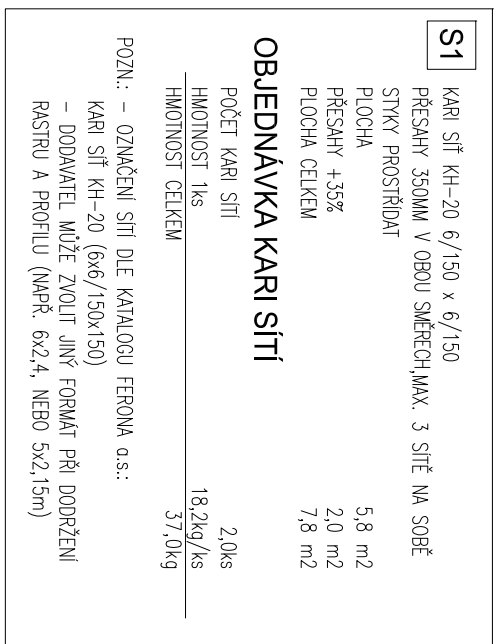 S1
KARI SÍŤ KH-20 6/150 x 6/150
PŘESAHY 350MM V OBOU SMĚRECH,MAX. 3 SÍTĚ NA SOBĚ
STYKY PROSTŘÍDAT
PLOCHA 5,8 m2
PŘESAHY +35% 2,0 m2
PLOCHA CELKEM 7,8 m2
OBJEDNÁVKA KARI SÍTÍ
POČET KARI SÍTÍ 2,0ks
HMOTNOST 1ks 18,2kg/ks
HMOTNOST CELKEM 37,0kg
POZN.: - OZNAČENÍ SÍTÍ DLE KATALOGU FERONA a.s.:
KARI SÍŤ KH-20 (6x6/150x150)
- DODAVATEL MŮŽE ZVOLIT JINÝ FORMÁT PŘI DODRŽENÍ
RASTRU A PROFILU (NAPŘ. 6x2,4, NEBO 5x2,15m)